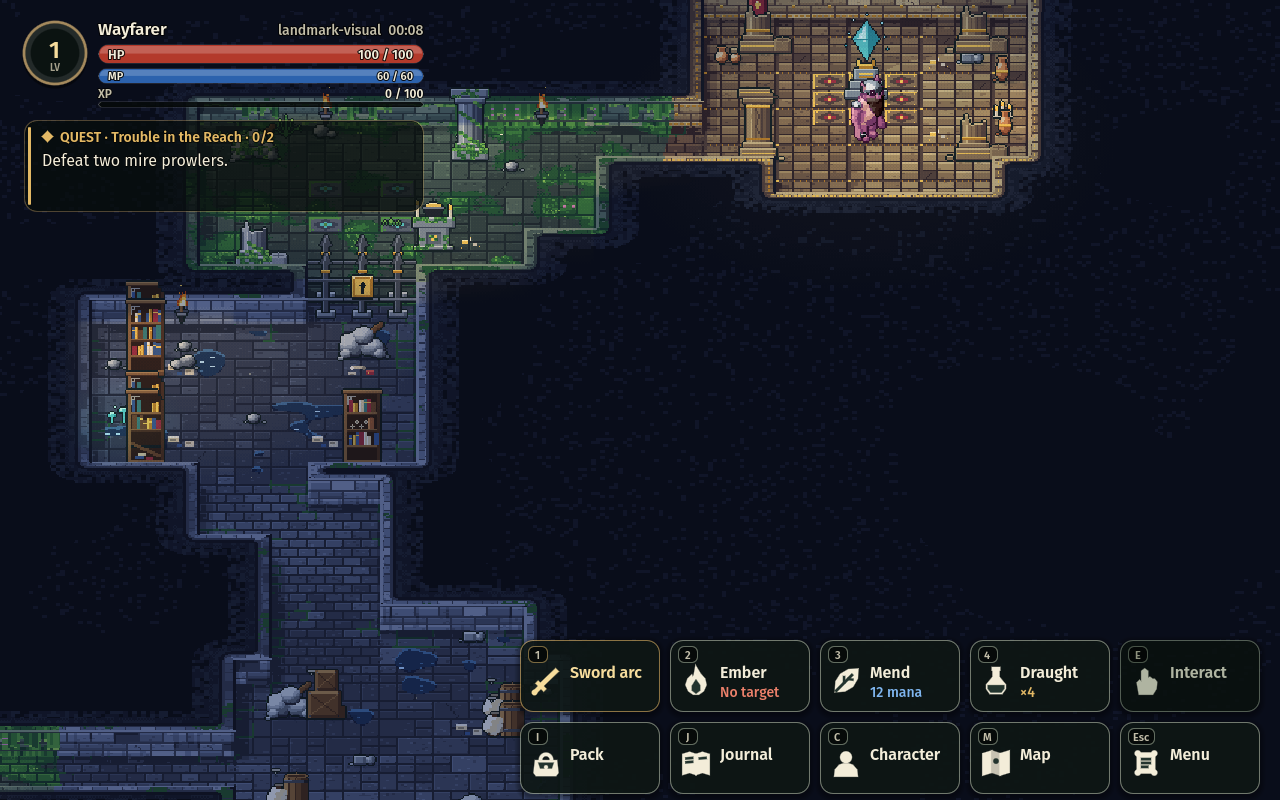 1
LV
Wayfarer
landmark-visual 00:08
HP 100 / 100
MP 60 / 60
XP 0 / 100
QUEST · Trouble in the Reach · 0/2
Defeat two mire prowlers.
1 Sword arc
2 Ember
No target
3 Mend
12 mana
4 Draught
×4
E Interact
I Pack
J Journal
C Character
M Map
Esc Menu